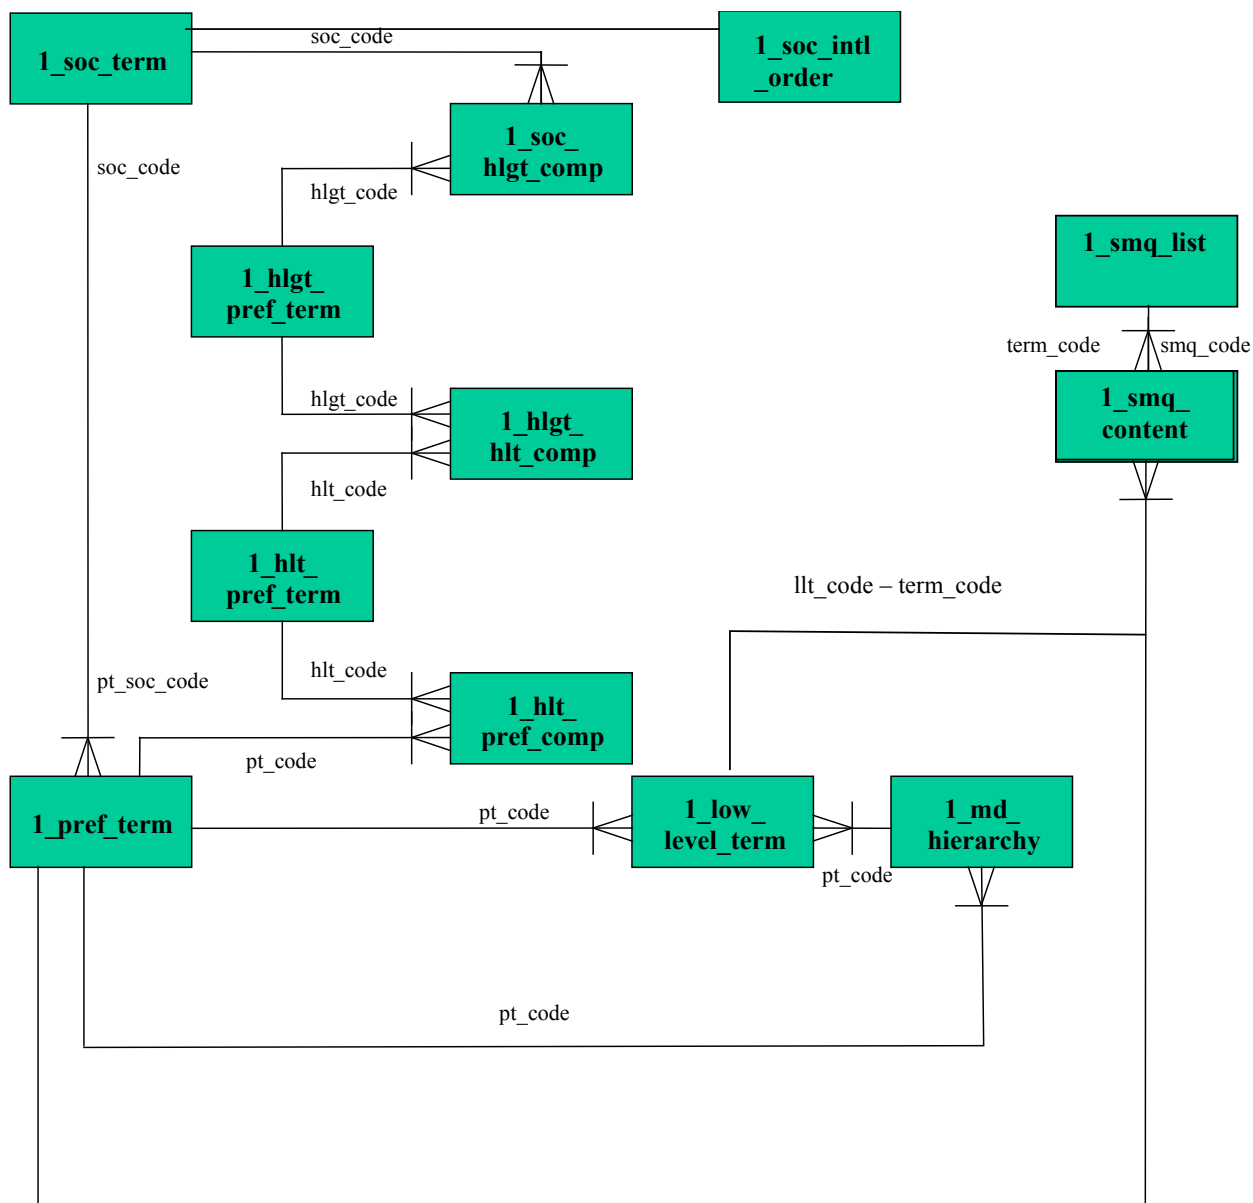 soc_code
1_soc_term
1_soc_intl
_order
1_soc_
hlgt_comp
soc_code
hlgt_code
1_smq_list
1_hlgt_
pref_term
term_code
smq_code
hlgt_code
1_smq_
content
1_hlgt_
hlt_comp
hlt_code
1_hlt_
pref_term
llt_code – term_code
hlt_code
pt_soc_code
1_hlt_
pref_comp
pt_code
1_pref_term
pt_code
1_low_
level_term
1_md_
hierarchy
pt_code
pt_code